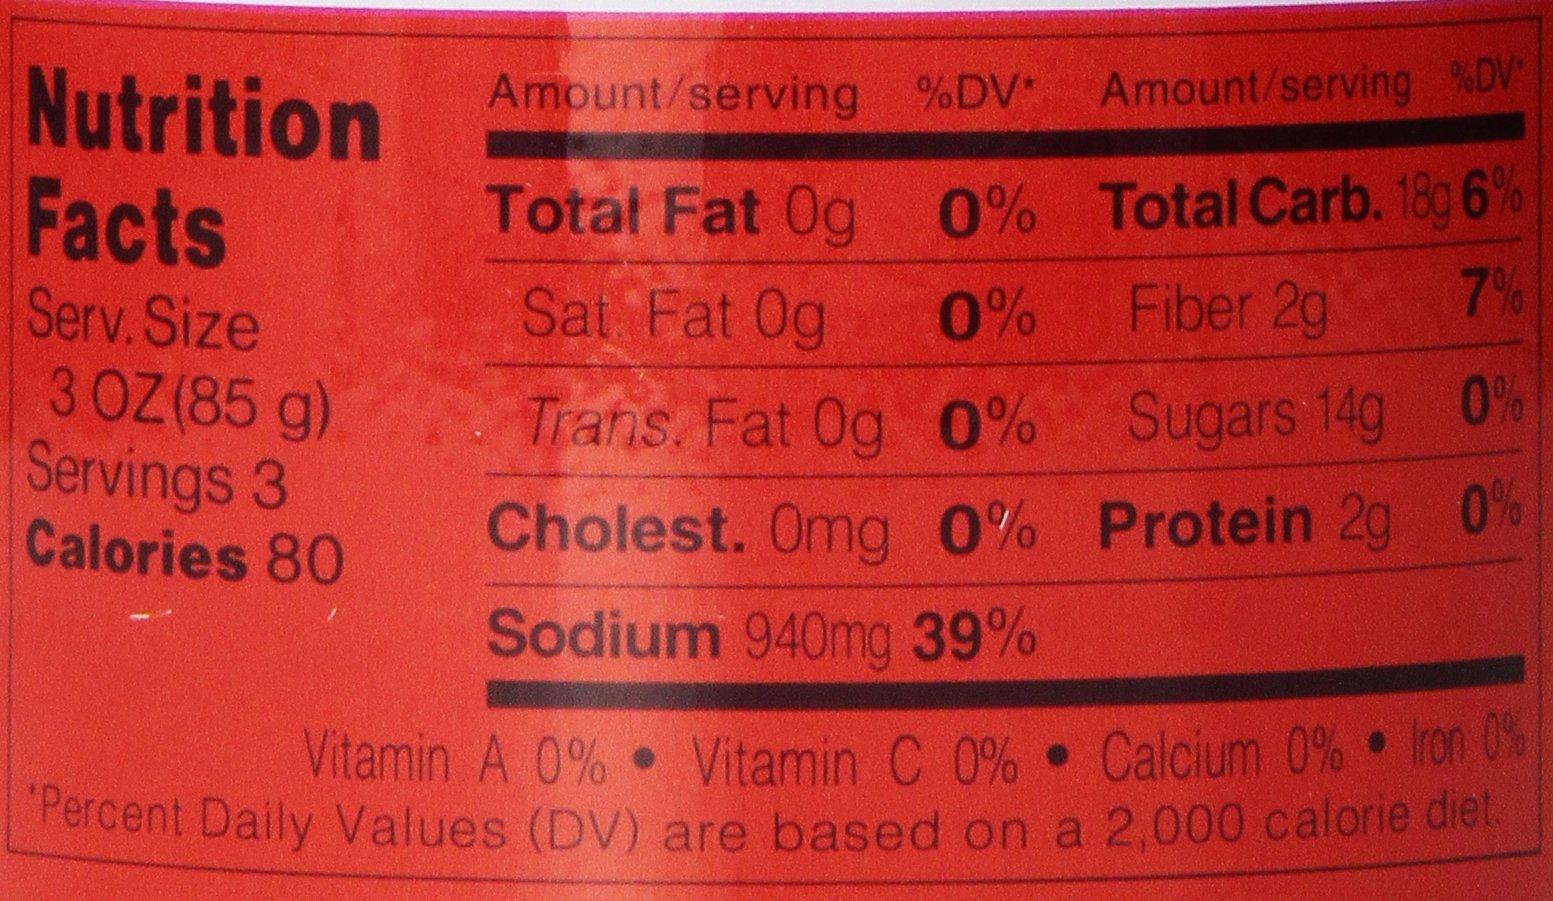 Nutrition
Facts
Serv. Size
3 OZ (85 g)
Servings 3
Calories 80
Amount/serving %DV* Amount/serving %DV*
Total Fat 0g 0% Total Carb. 18g 6%
Sat. Fat 0g 0% Fiber 2g 7%
Trans. Fat 0g 0% Sugars 14g 0%
Cholest. 0mg 0% Protein 2g 0%
Sodium 940mg 39%
Vitamin A 0% • Vitamin C 0% • Calcium 0% • Iron 0%
*Percent Daily Values (DV) are based on a 2,000 calorie diet.